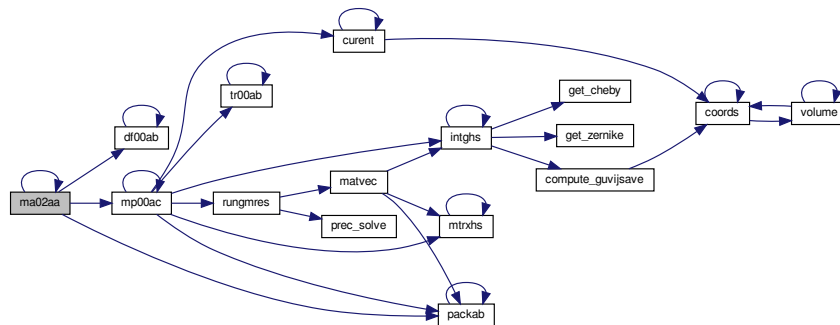 curent
tr00ab
get_cheby
coords
volume
df00ab
intghs
get_zernike
matvec
compute_guvijsave
ma02aa
mp00ac
rungmres
prec_solve
mtrxhs
packab